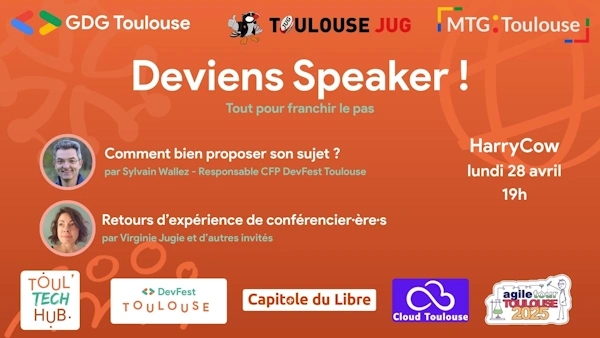 GDG Toulouse
TOULOUSE JUG
MTG:Toulouse
Deviens Speaker !
Tout pour franchir le pas
Comment bien proposer son sujet ?
par Sylvain Wallez - Responsable CFP DevFest Toulouse
HarryCow
lundi 28 avril
19h
Retours d'expérience de conférencier·ère·s
par Virginie Jugie et d'autres invités
TOUL'
TECH
HUB.
DevFest
TOULOUSE
Capitole du Libre
Cloud Toulouse
agile tour
TOULOUSE
2025